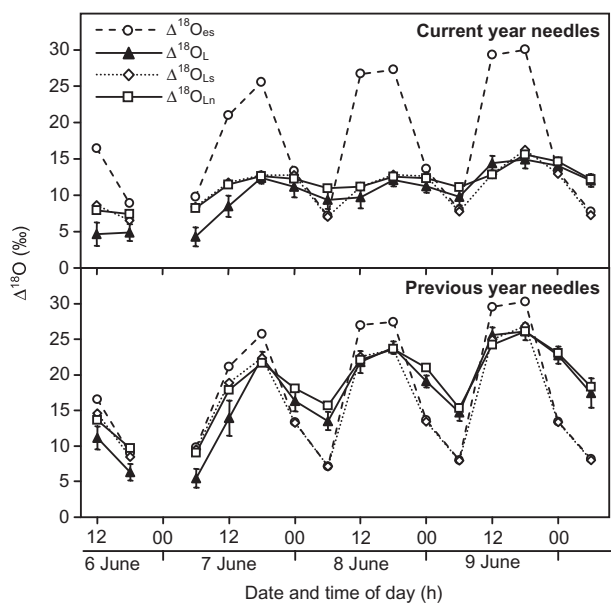 Current year needles
Δ¹⁸Oes
Δ¹⁸OL
Δ¹⁸OLs
Δ¹⁸OLn
30
25
20
15
10
5
0
Δ¹⁸O (‰)
Previous year needles
30
25
20
15
10
5
0
12 00 12 00 12 00 12 00
6 June 7 June 8 June 9 June
Date and time of day (h)